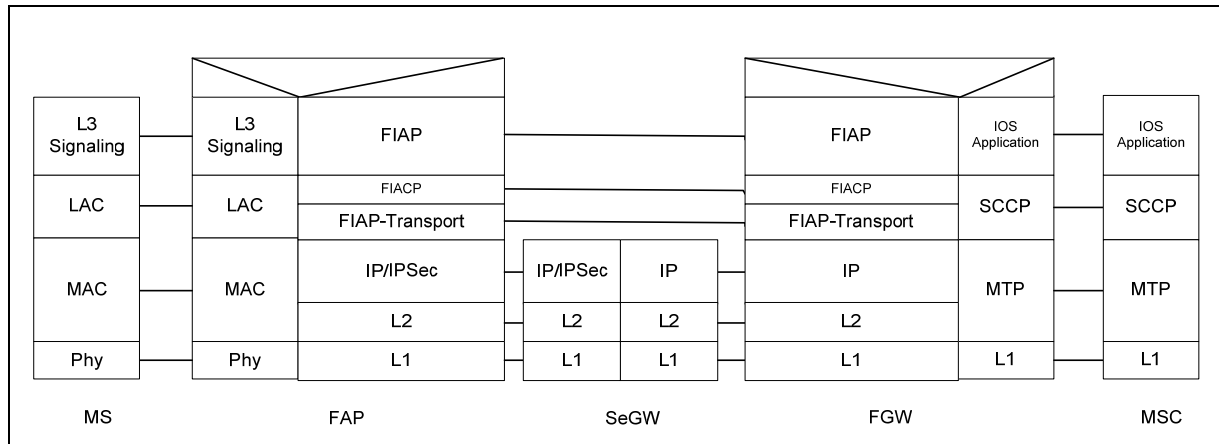 L3 Signaling
L3 Signaling
FIAP
FIAP
IOS Application
IOS Application
FIACP
FIACP
LAC
LAC
FIAP-Transport
FIAP-Transport
SCCP
SCCP
MAC
MAC
IP/IPSec
IP/IPSec
IP
IP
MTP
MTP
L2
L2
L2
L2
Phy
Phy
L1
L1
L1
L1
L1
L1
MS
FAP
SeGW
FGW
MSC